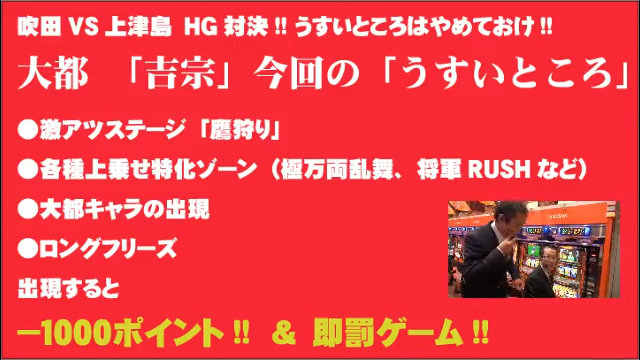 吹田 VS 上津島 HG 対決!! うすいところはやめておけ!!
大都 「吉宗」今回の「うすいところ」
●激アツステージ「鷹狩り」
●各種上乗せ特化ゾーン（極万両乱舞、将軍 RUSH など）
●大都キャラの出現
●ロングフリーズ
出現すると
－1000ポイント!! & 即罰ゲーム!!